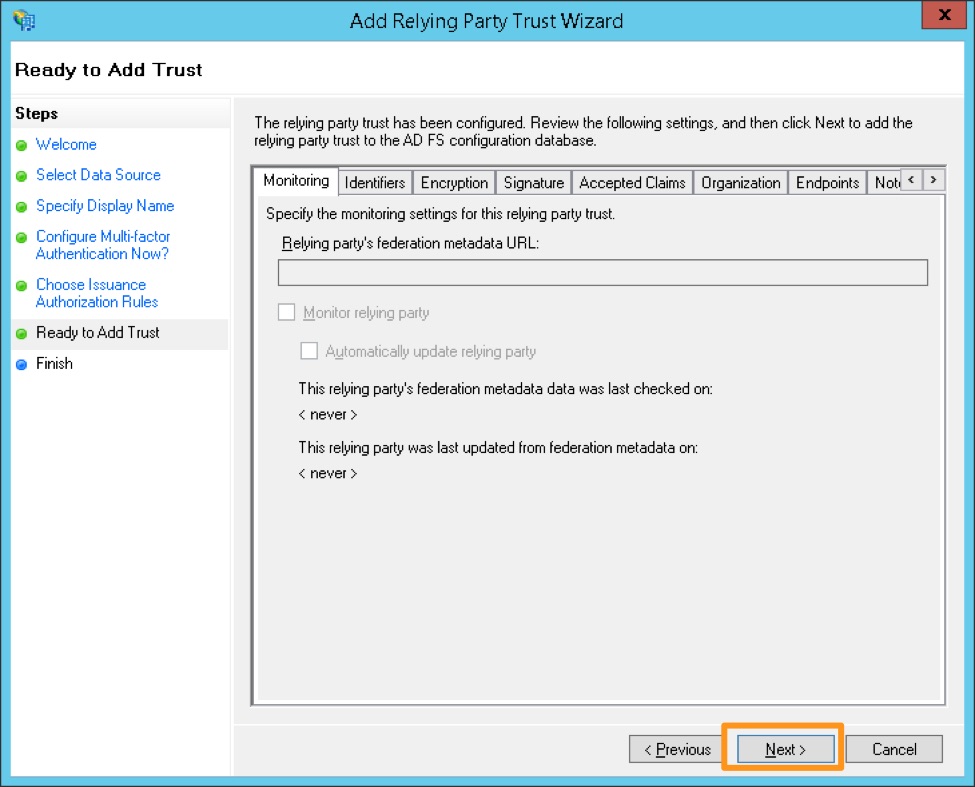 Add Relying Party Trust Wizard
X
Ready to Add Trust
Steps
Welcome
Select Data Source
Specify Display Name
Configure Multi-factor
Authentication Now?
Choose Issuance
Authorization Rules
Ready to Add Trust
Finish
The relying party trust has been configured. Review the following settings, and then click Next to add the
relying party trust to the AD FS configuration database.
Monitoring Identifiers Encryption Signature Accepted Claims Organization Endpoints Not < >
Specify the monitoring settings for this relying party trust.
Relying party's federation metadata URL:
Monitor relying party
Automatically update relying party
This relying party's federation metadata data was last checked on:
< never >
This relying party was last updated from federation metadata on:
< never >
< Previous Next > Cancel